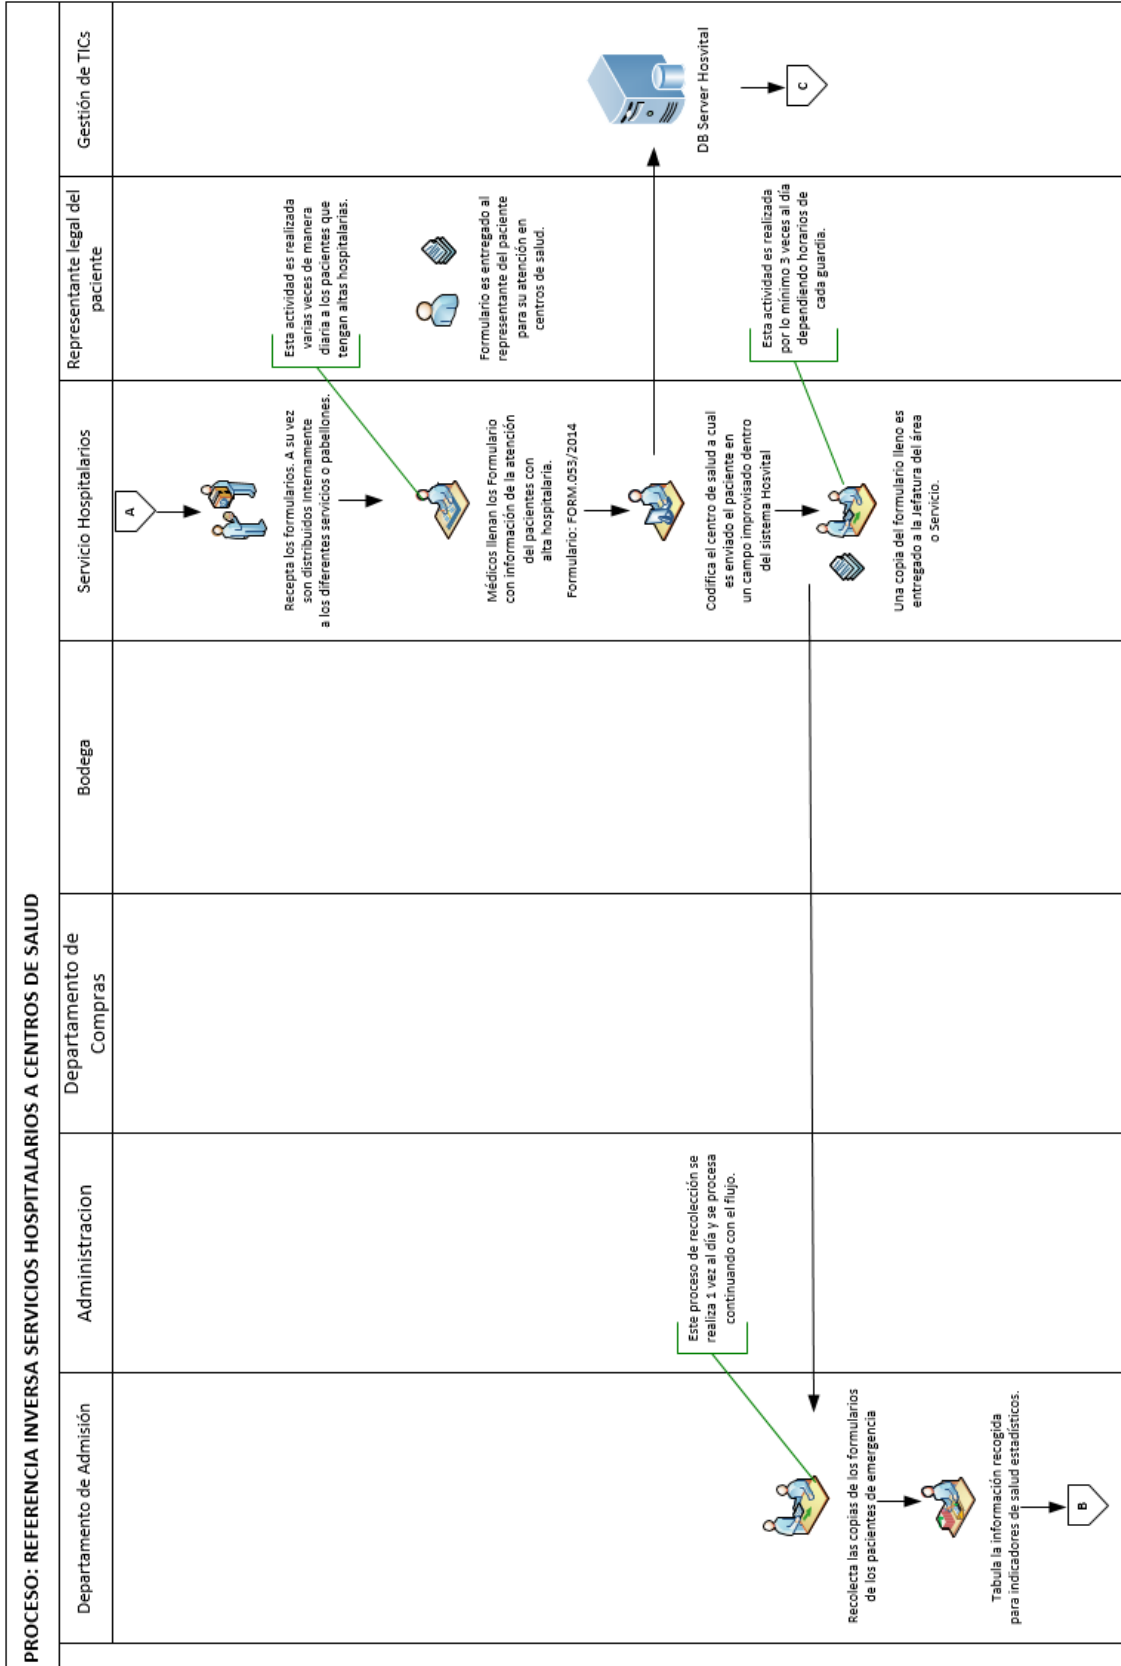 PROCESO: REFERENCIA INVERSA SERVICIOS HOSPITALARIOS A CENTROS DE SALUD
Departamento de Admisión
Administracion
Departamento de
Compras
Bodega
Servicio Hospitalarios
Representante legal del
paciente
Gestión de TICs
A
Recepta los formularios. A su vez
son distribuidos internamente
a los diferentes servicios o pabellones.
Esta actividad es realizada
varias veces de manera
diaria a los pacientes que
tengan altas hospitalarias.
Médicos llenan los Formulario
con información de la atención
del pacientes con
alta hospitalaria.
Formulario: FORM.053/2014
Formulario es entregado al
representante del paciente
para su atención en
centros de salud.
Codifica el centro de salud a cual
es enviado el paciente en
un campo improvisado dentro
del sistema Hosvital
DB Server Hosvital
C
Esta actividad es realizada
por lo mínimo 3 veces al día
dependiendo horarios de
cada guardia.
Una copia del formulario lleno es
entregado a la Jefatura del área
o Servicio.
Este proceso de recolección se
realiza 1 vez al día y se procesa
continuando con el flujo.
Recolecta las copias de los formularios
de los pacientes de emergencia
Tabula la información recogida
para indicadores de salud estadísticos.
B